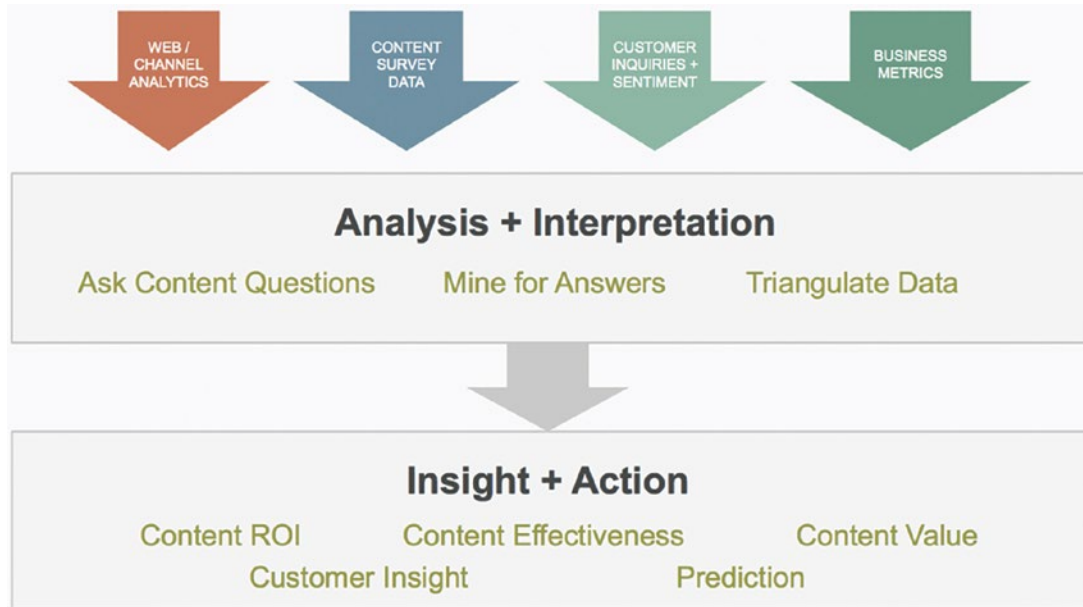 WEB /
CHANNEL
ANALYTICS
CONTENT
SURVEY
DATA
CUSTOMER
INQUIRIES +
SENTIMENT
BUSINESS
METRICS
Analysis + Interpretation
Ask Content Questions Mine for Answers Triangulate Data
Insight + Action
Content ROI Content Effectiveness Content Value
Customer Insight Prediction